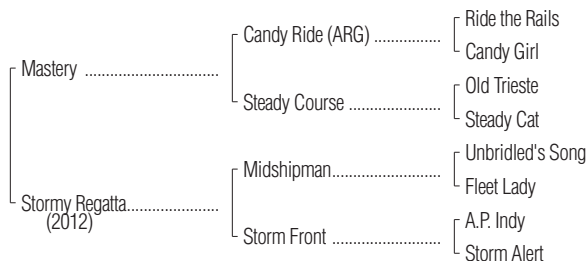 Ride the Rails
Candy Ride (ARG) ..................
Candy Girl
Mastery ..............................
Old Trieste
Steady Course .........................
Steady Cat
Unbridled's Song
Midshipman............................
Fleet Lady
Stormy Regatta....................
(2012)
A.P. Indy
Storm Front ............................
Storm Alert